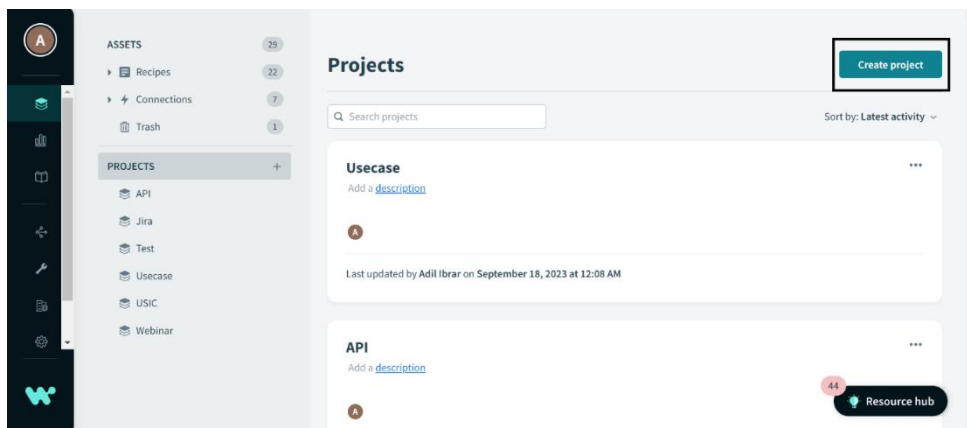 A
ASSETS 29
Recipes 22
Connections 7
Trash 1
PROJECTS +
API
Jira
Test
Usecase
USIC
Webinar
Projects
Create project
Search projects
Sort by: Latest activity
Usecase
Add a description
A
Last updated by Adil Ibrar on September 18, 2023 at 12:08 AM
API
Add a description
A
44
Resource hub